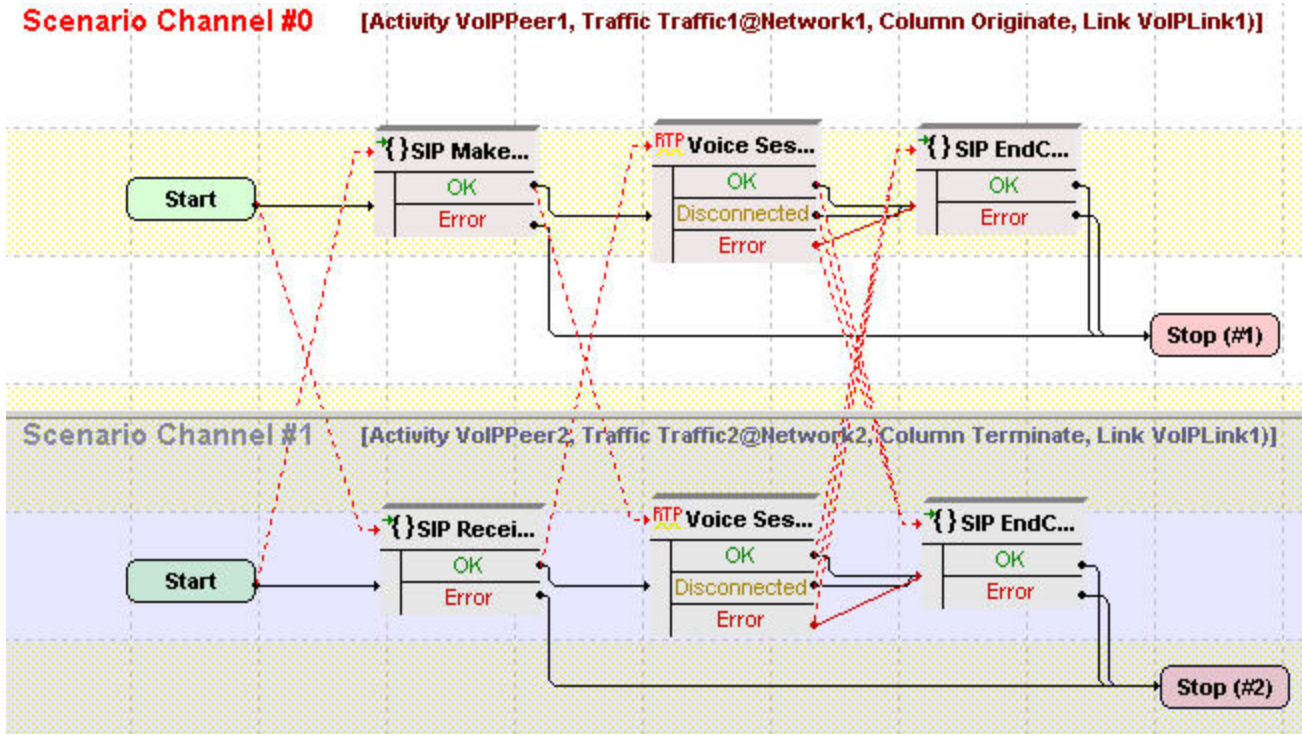 Scenario Channel #0 [Activity VoIPPeer1, Traffic Traffic1@Network1, Column Originate, Link VoIPLink1)]
Start
{}SIP Make...
OK
Error
RTP Voice Ses...
OK
Disconnected
Error
{}SIP EndC...
OK
Error
Stop (#1)
Scenario Channel #1 [Activity VoIPPeer2, Traffic Traffic2@Network2, Column Terminate, Link VoIPLink1)]
Start
{}SIP Recei...
OK
Error
RTP Voice Ses...
OK
Disconnected
Error
{}SIP EndC...
OK
Error
Stop (#2)